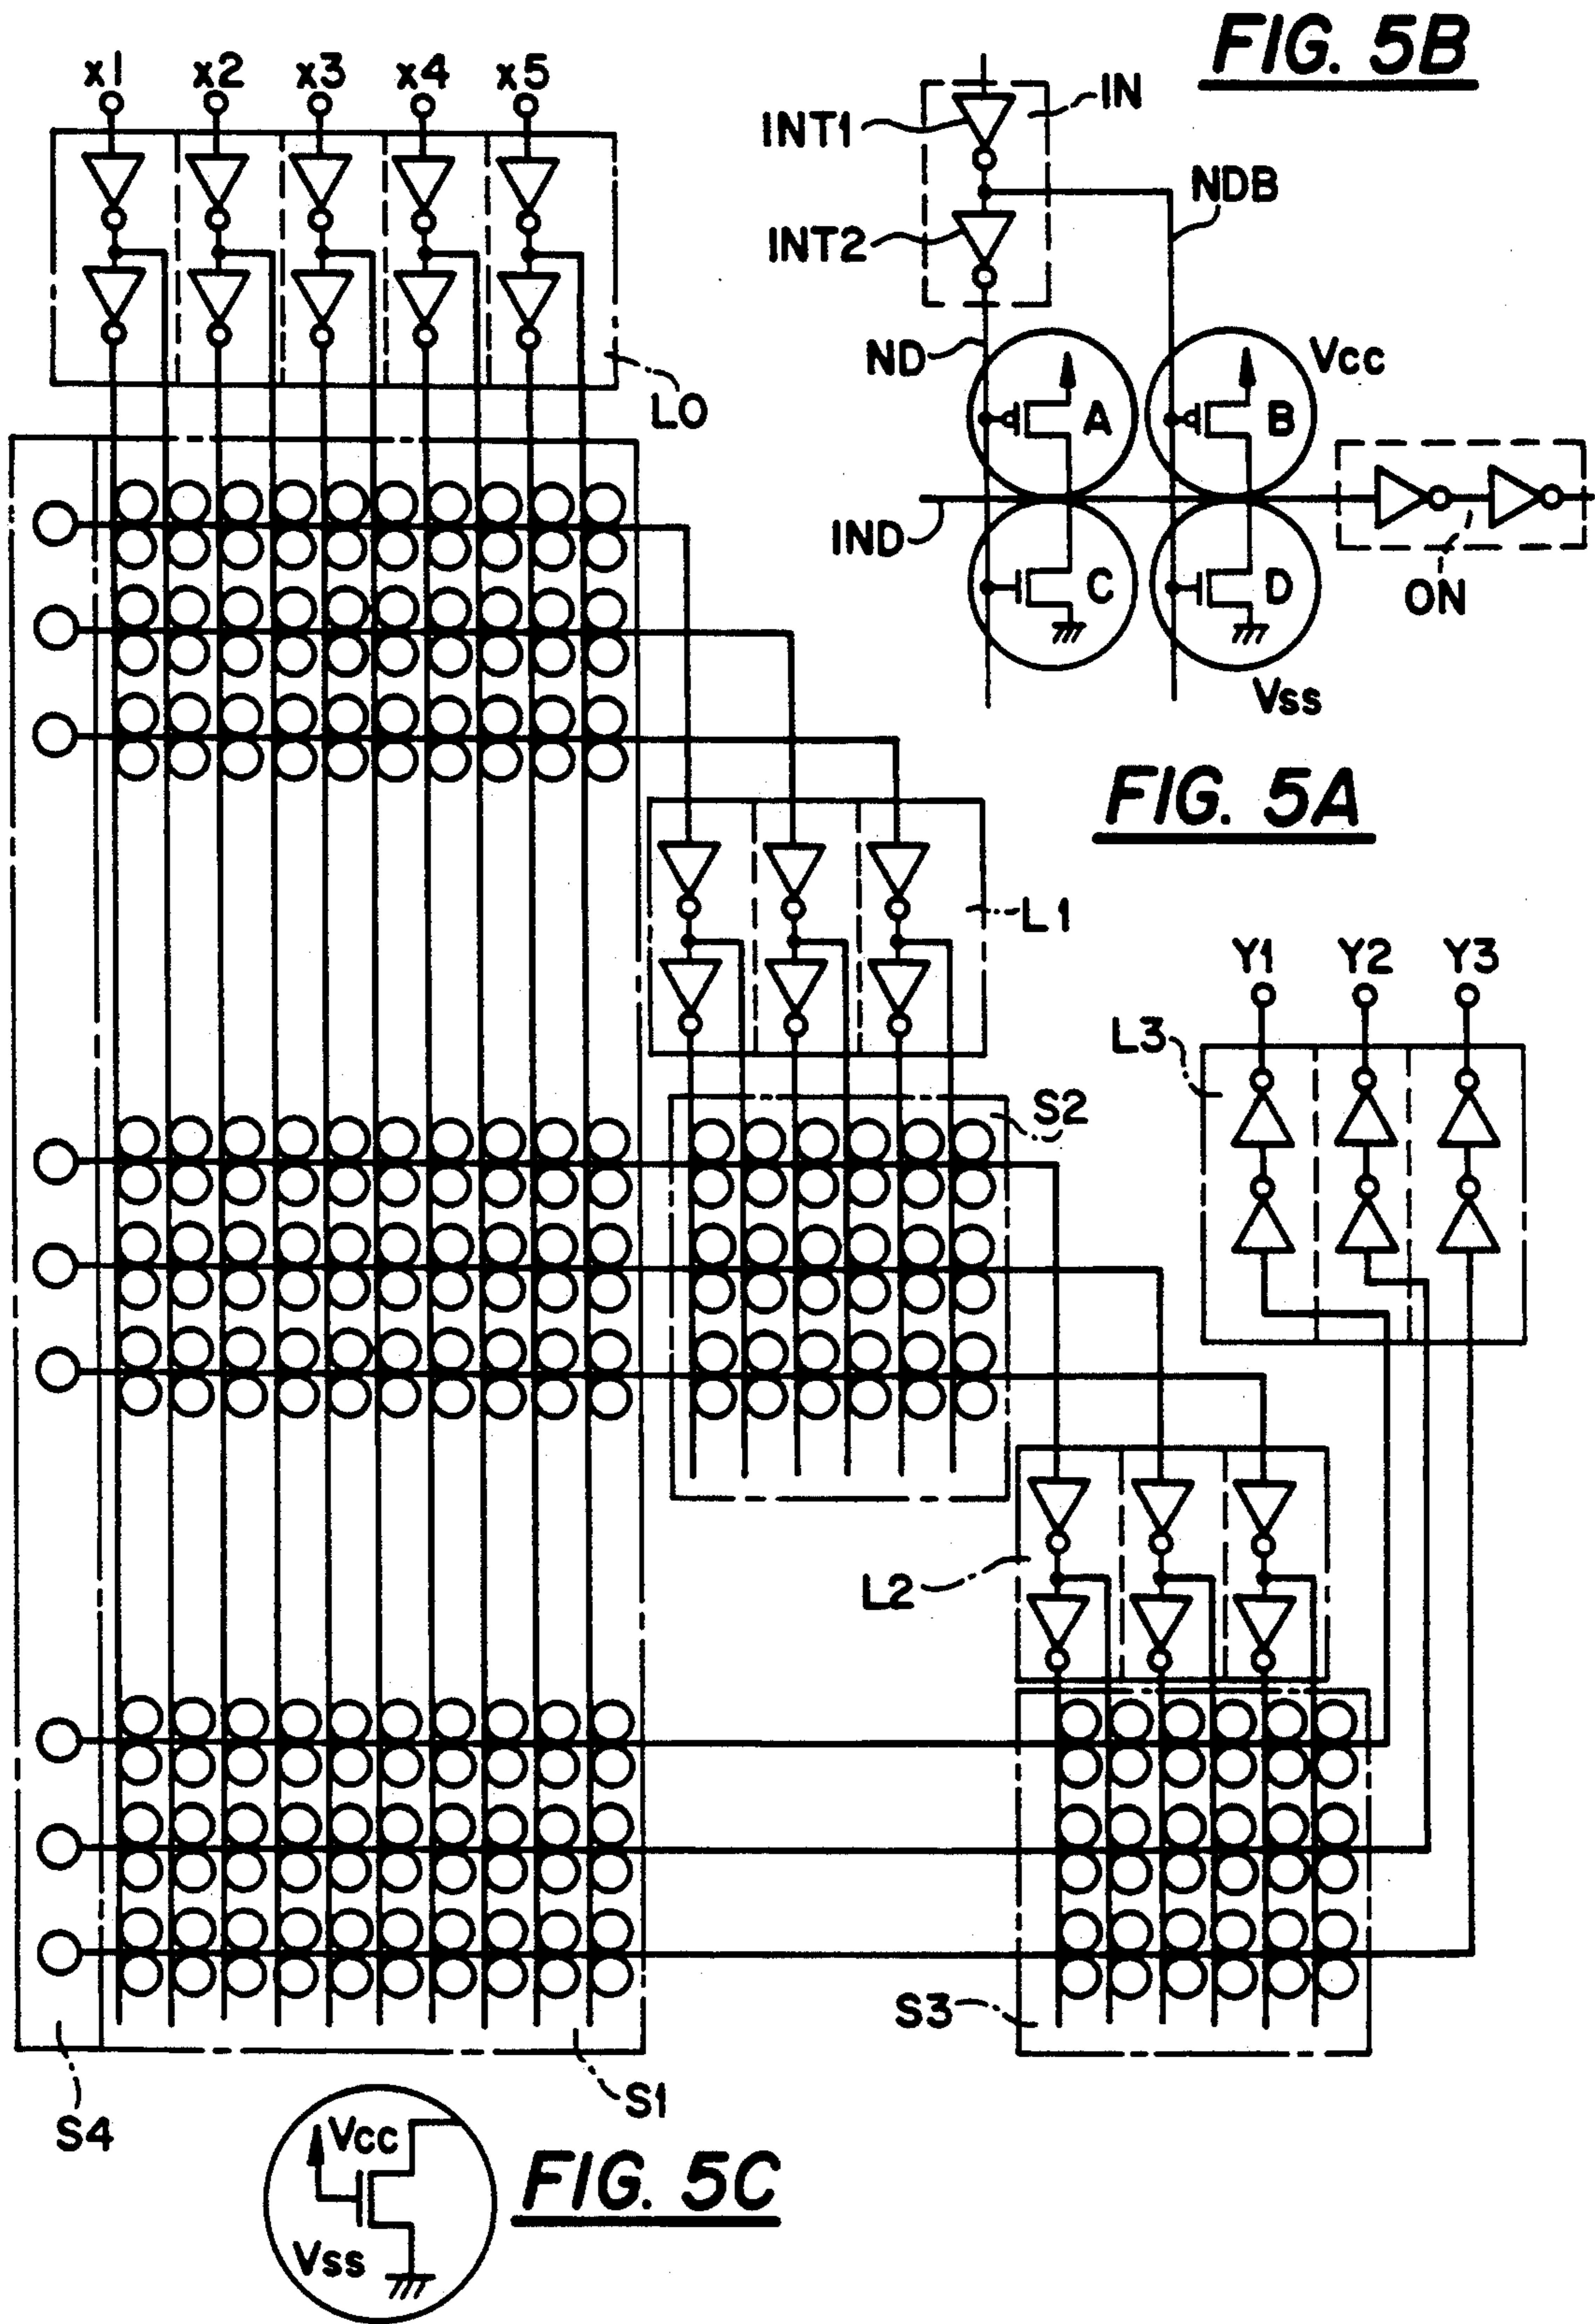 FIG. 5B
x1 x2 x3 x4 x5
IN
INT1
NDB
INT2
ND
Vcc
A
B
LO
IND
C
D
ON
Vss
FIG. 5A
L1
Y1 Y2 Y3
L3
S2
L2
S3
S1
S4
Vcc
FIG. 5C
Vss